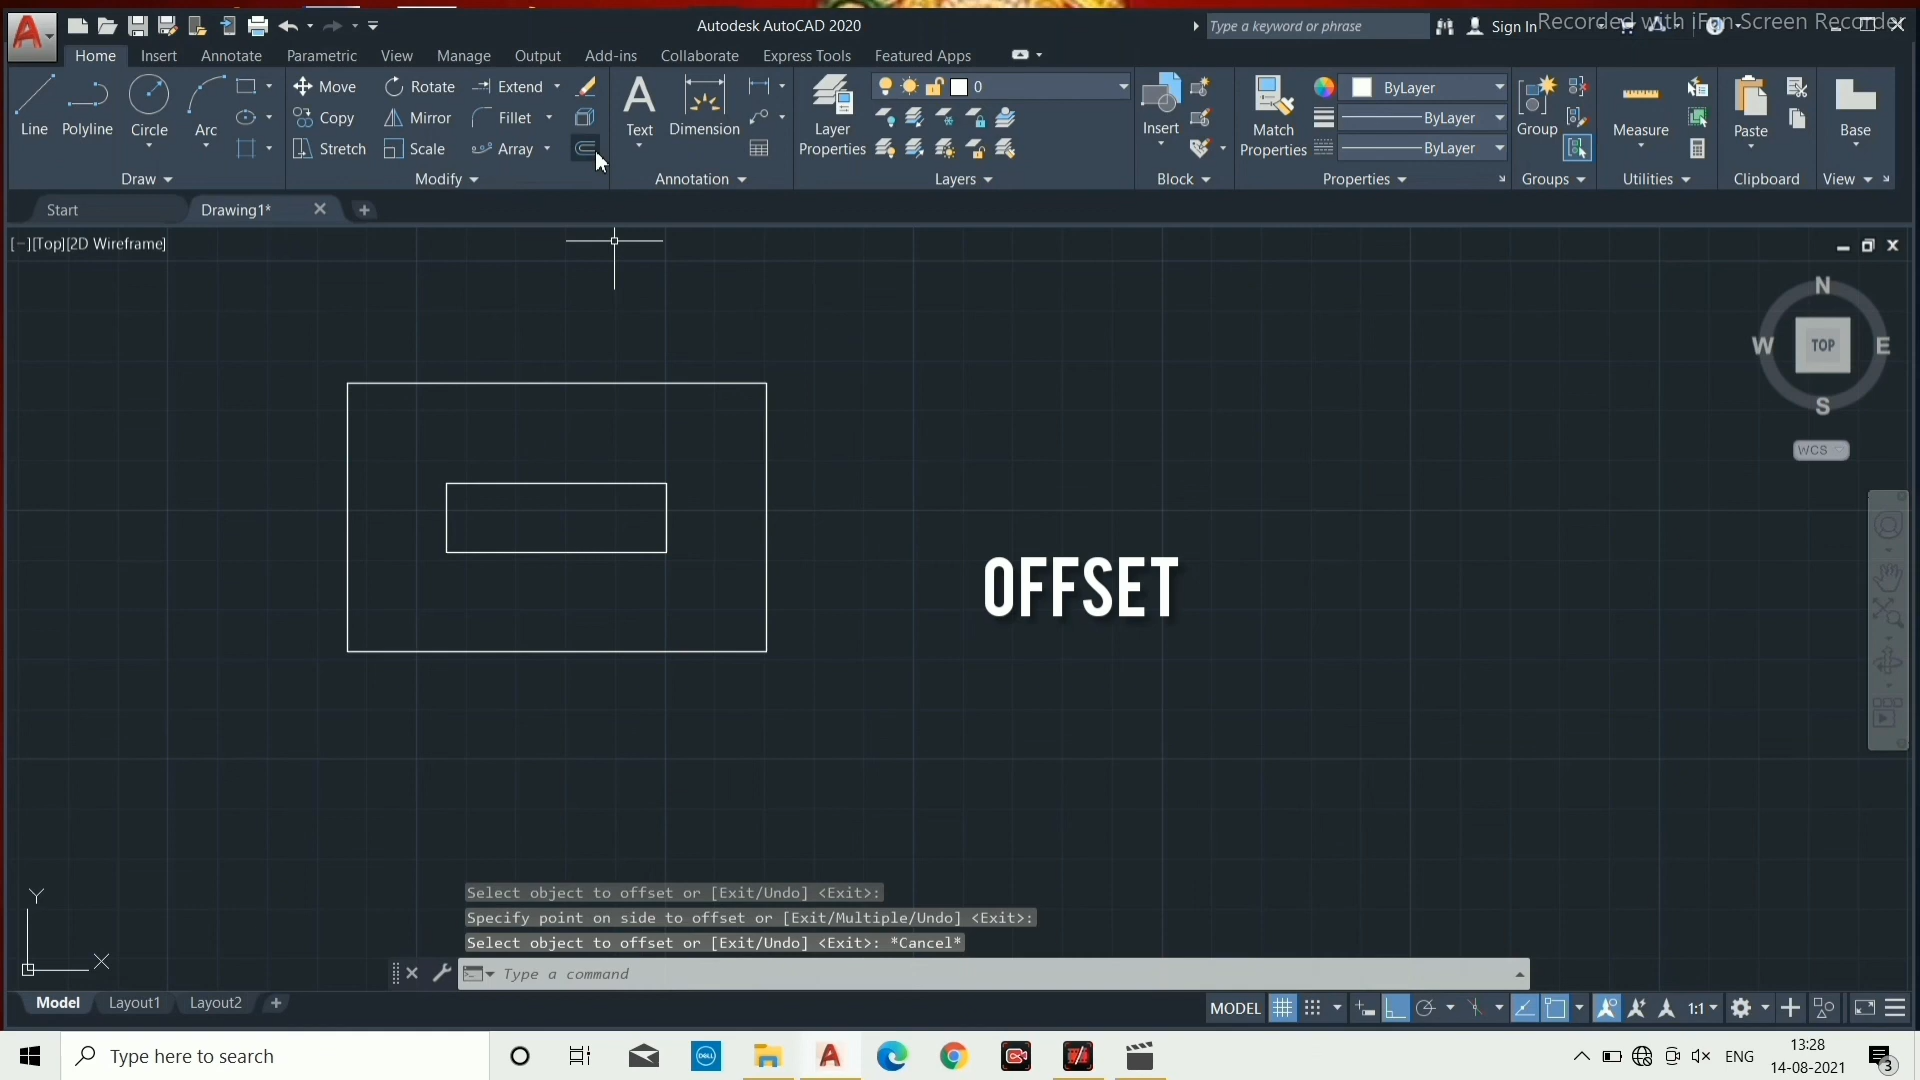 Autodesk AutoCAD 2020
Type a keyword or phrase
Sign In
Recorded with iFun Screen Recorder
Home Insert Annotate Parametric View Manage Output Add-ins Collaborate Express Tools Featured Apps
Line Polyline Circle Arc
Move Rotate Extend
Copy Mirror Fillet
Stretch Scale Array
Text Dimension
Layer Properties
0
Insert
Match Properties
ByLayer
ByLayer
ByLayer
Group Measure Paste Base
Draw Modify Annotation Layers Block Properties Groups Utilities Clipboard View
Start Drawing1*
[−][Top][2D Wireframe]
N
W TOP E
S
WCS
OFFSET
Select object to offset or [Exit/Undo] <Exit>:
Specify point on side to offset or [Exit/Multiple/Undo] <Exit>:
Select object to offset or [Exit/Undo] <Exit>: *Cancel*
Y
X
Type a command
Model Layout1 Layout2
MODEL 1:1
Type here to search
DELL
ENG
13:28
14-08-2021
3